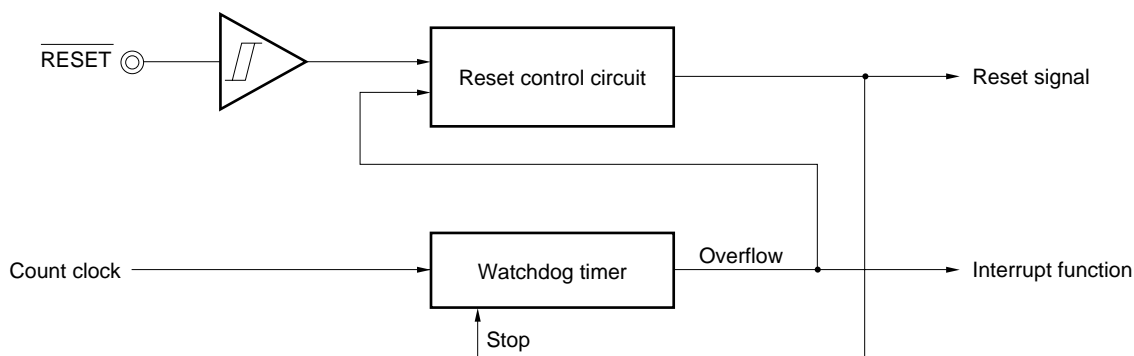 RESET
Reset control circuit
Reset signal
Count clock
Watchdog timer
Overflow
Interrupt function
Stop